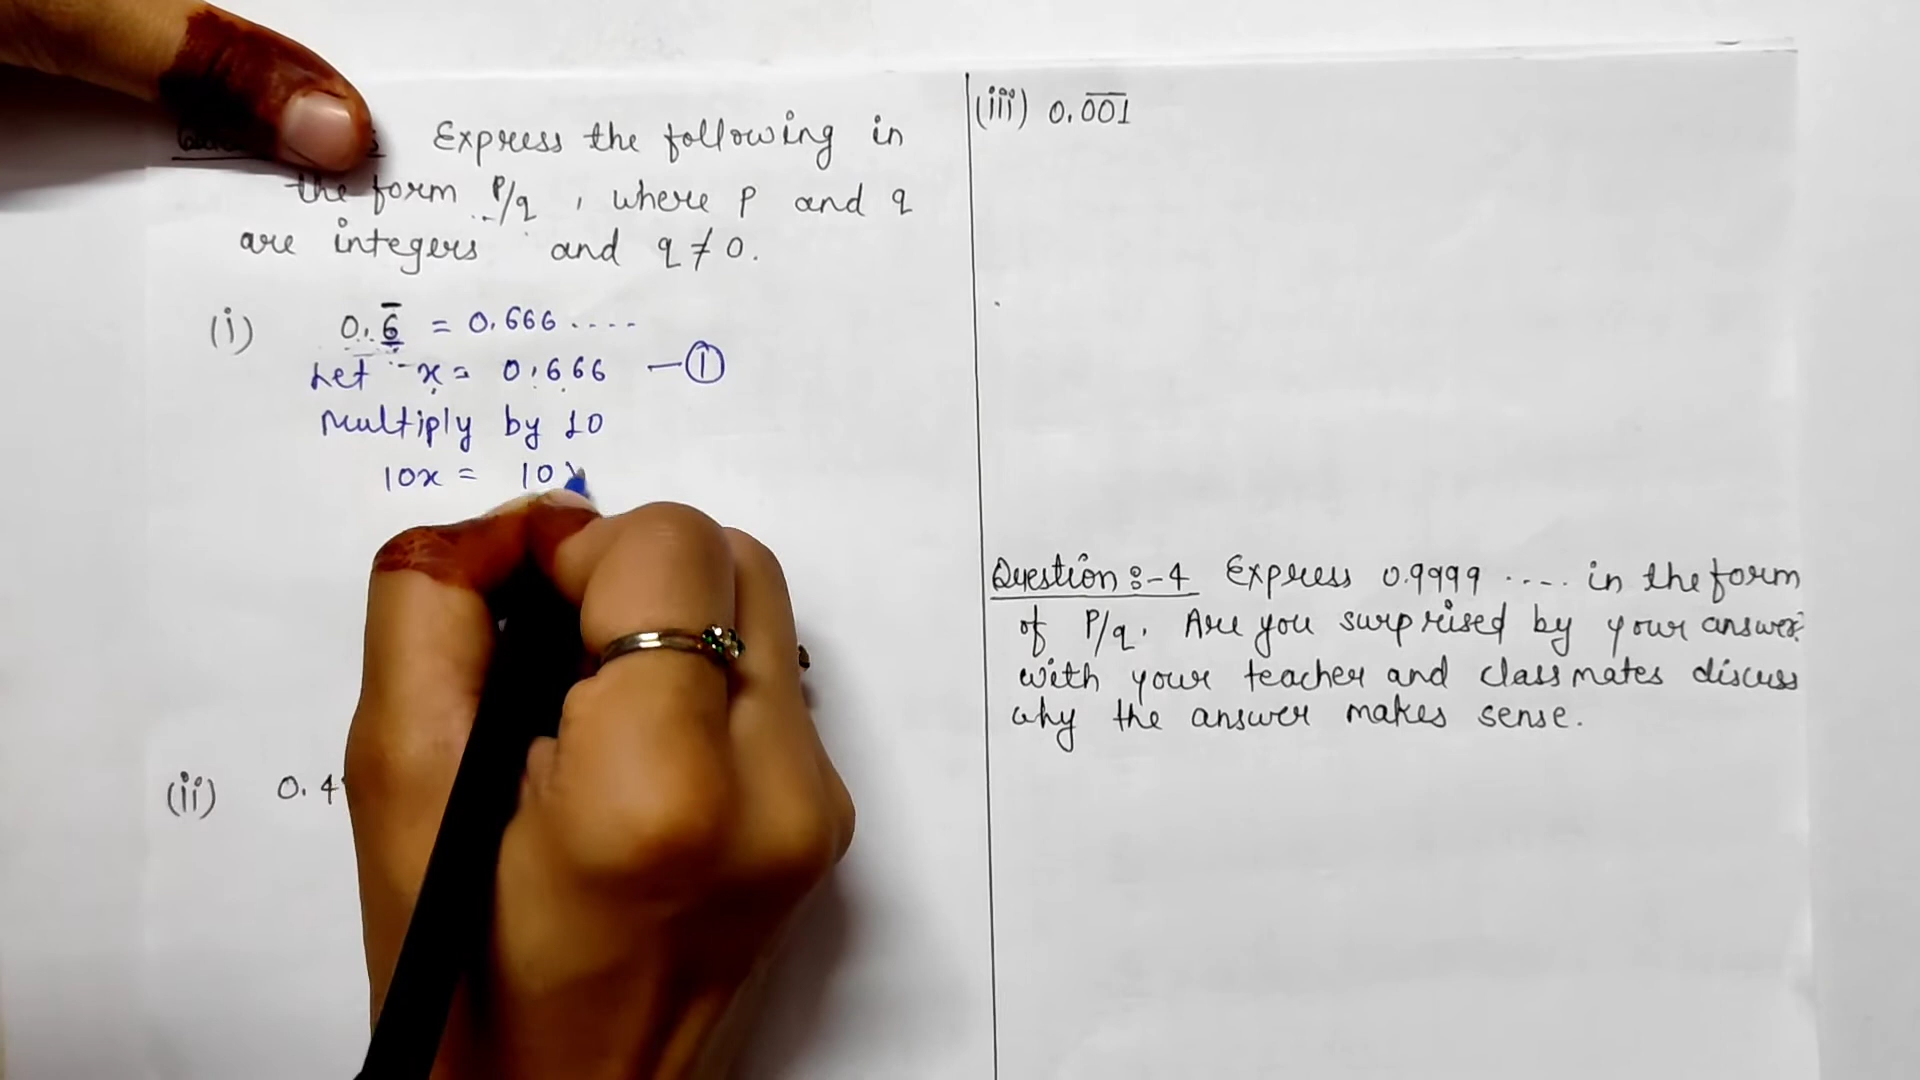 Express the following in
the form P/q , where p and q
are integers and q ≠ 0.
(i) 0.6̅ = 0.666....
Let x = 0.666 —①
Multiply by 10
10x = 10
(ii) 0.4
(iii) 0.0̅0̅1̅
Question :-4 Express 0.9999 .... in the form
of P/q. Are you surprised by your answer?
with your teacher and classmates discuss
why the answer makes sense.